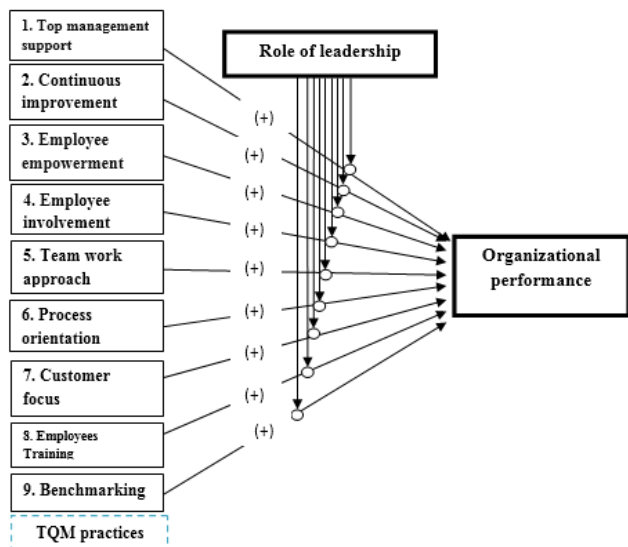 1. Top management
support
Role of leadership
2. Continuous
improvement
(+)
3. Employee
empowerment
(+)
4. Employee
involvement
(+)
(+)
5. Team work
approach
(+)
Organizational
performance
6. Process
orientation
(+)
7. Customer
focus
(+)
(+)
8. Employees
Training
(+)
9. Benchmarking
TQM practices